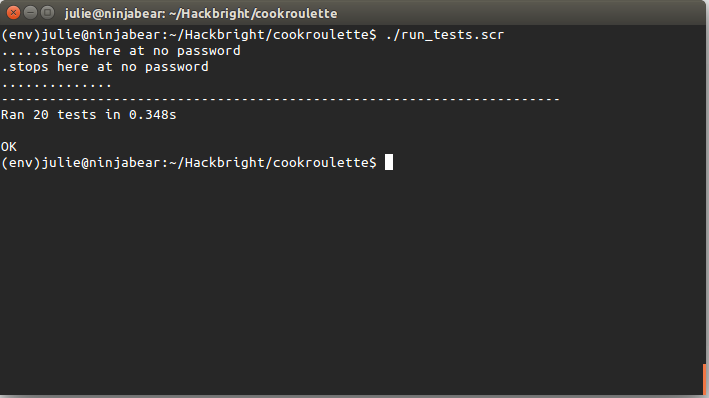 julie@ninjabear: ~/Hackbright/cookroulette
(env)julie@ninjabear:~/Hackbright/cookroulette$ ./run_tests.scr
.....stops here at no password
.stops here at no password
..............
----------------------------------------------------------------------
Ran 20 tests in 0.348s
OK
(env)julie@ninjabear:~/Hackbright/cookroulette$